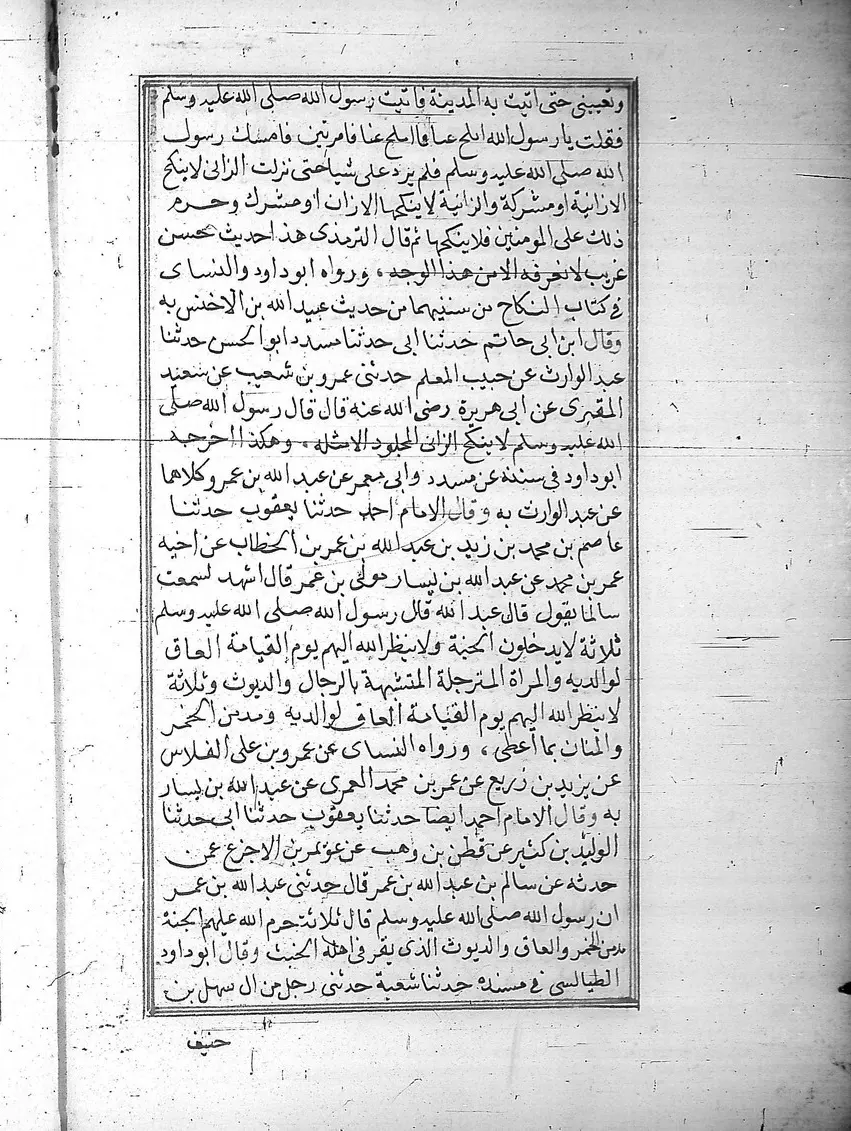 وتعييني حتى اتيت به المدينة فاتيت رسول الله صلى الله عليه وسلم
فقلت يا رسول الله انكح عناقا انكح عناقا مرتين فامسك رسول
الله صلى الله عليه وسلم فلم يرد على شيا حتى نزلت الزانى لا ينكح
الا زانية او مشركة والزانية لا ينكحها الا زان او مشرك وحرم
ذلك على المومنين فلا ينكحها ثم قال الترمذى هذا حديث حسن
غريب لا نعرفه الا من هذا الوجه ، ورواه ابو داود والنساى
فى كتاب النكاح من سننيهما من حديث عبيد الله بن الاخنس به
وقال ابن ابى حاتم حدثنا ابى حدثنا مسدد ابو الحسن حدثنا
عبد الوارث عن حبيب المعلم حدثنى عمرو بن شعيب عن سعيد
المقبرى عن ابى هريرة رضى الله عنه قال قال رسول الله صلى
الله عليه وسلم لا ينكح الزانى المجلود الا مثله ، وهكذا اخرجه
ابو داود فى سننه عن مسدد وابى معمر عن عبد الله بن عمرو كلاهما
عن عبد الوارث به وقال الامام احمد حدثنا يعقوب حدثنا
عاصم بن محمد بن زيد بن عبد الله بن عمر بن الخطاب عن اخيه
عمر بن محمد عن عبد الله بن يسار مولى بن عمر قال اشهد لسمعت
سالما يقول قال عبد الله قال رسول الله صلى الله عليه وسلم
ثلاثة لا يدخلون الجنة ولا ينظر الله اليهم يوم القيامة العاق
لوالديه والمراة المترجلة المتشبهة بالرجال والديوث وثلاثة
لا ينظر الله اليهم يوم القيامة العاق لوالديه ومدمن الخمر
والمنان بما اعطى ، ورواه النساى عن عمرو بن على الفلاس
عن يزيد بن زريع عن عمر بن محمد العمرى عن عبد الله بن يسار
به وقال الامام احمد ايضا حدثنا يعقوب حدثنا ابى حدثنا
الوليد بن كثير عن قطن بن وهب عن عويمر بن الاجزع عمن
حدثه عن سالم بن عبد الله بن عمر قال حدثنى عبد الله بن عمر
ان رسول الله صلى الله عليه وسلم قال ثلاثة حرم الله عليهم الجنة
مدمن الخمر والعاق والديوث الذى يقر فى اهله الخبث وقال ابو داود
الطيالسى فى مسنده حدثنا شعبة حدثنى رجل من ال سهل بن
حنيف